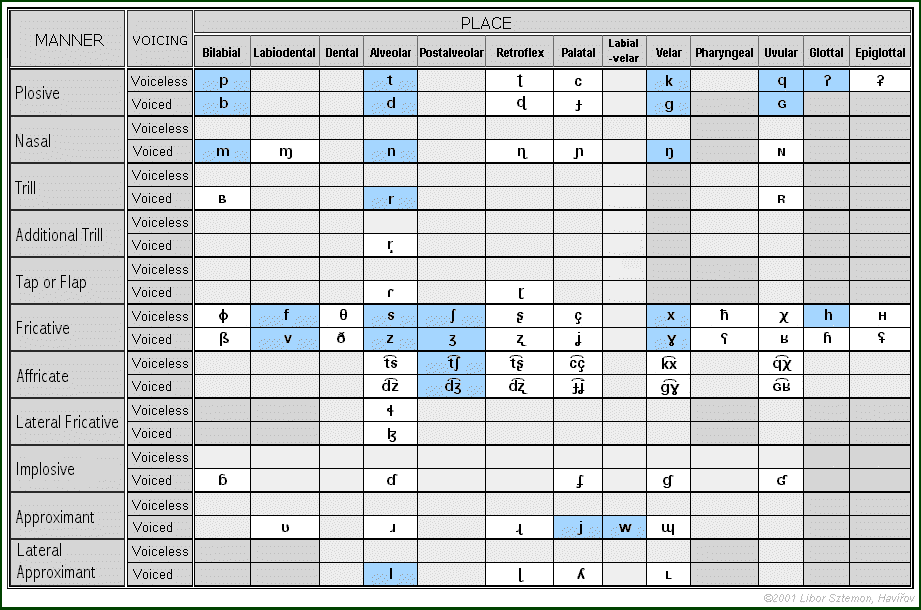 PLACE
MANNER VOICING
Bilabial Labiodental Dental Alveolar Postalveolar Retroflex Palatal Labial-velar Velar Pharyngeal Uvular Glottal Epiglottal
Plosive
Voiceless p t ʈ c k q ʔ ʡ
Voiced b d ɖ ɟ g ɢ
Nasal
Voiceless
Voiced m ɱ n ɳ ɲ ŋ ɴ
Trill
Voiceless
Voiced ʙ r ʀ
Additional Trill
Voiceless
Voiced r̝
Tap or Flap
Voiceless
Voiced ɾ ɽ
Fricative
Voiceless ɸ f θ s ʃ ʂ ç x ħ χ h ʜ
Voiced ß v ð z ʒ ʐ ʝ ɣ ʕ ʁ ɦ ʢ
Affricate
Voiceless t͡s t͡ʃ t͡ʂ c͡ç k͡x q͡χ
Voiced d͡z d͡ʒ d͡ʐ ɟ͡ʝ g͡ɣ ɢ͡ʁ
Lateral Fricative
Voiceless ɬ
Voiced ɮ
Implosive
Voiceless
Voiced ɓ ɗ ʄ ɠ ʛ
Approximant
Voiceless
Voiced ʋ ɹ ɻ j w ɰ
Lateral
Approximant
Voiceless
Voiced l ɭ ʎ ʟ
©2001 Libor Sztemon, Havířov